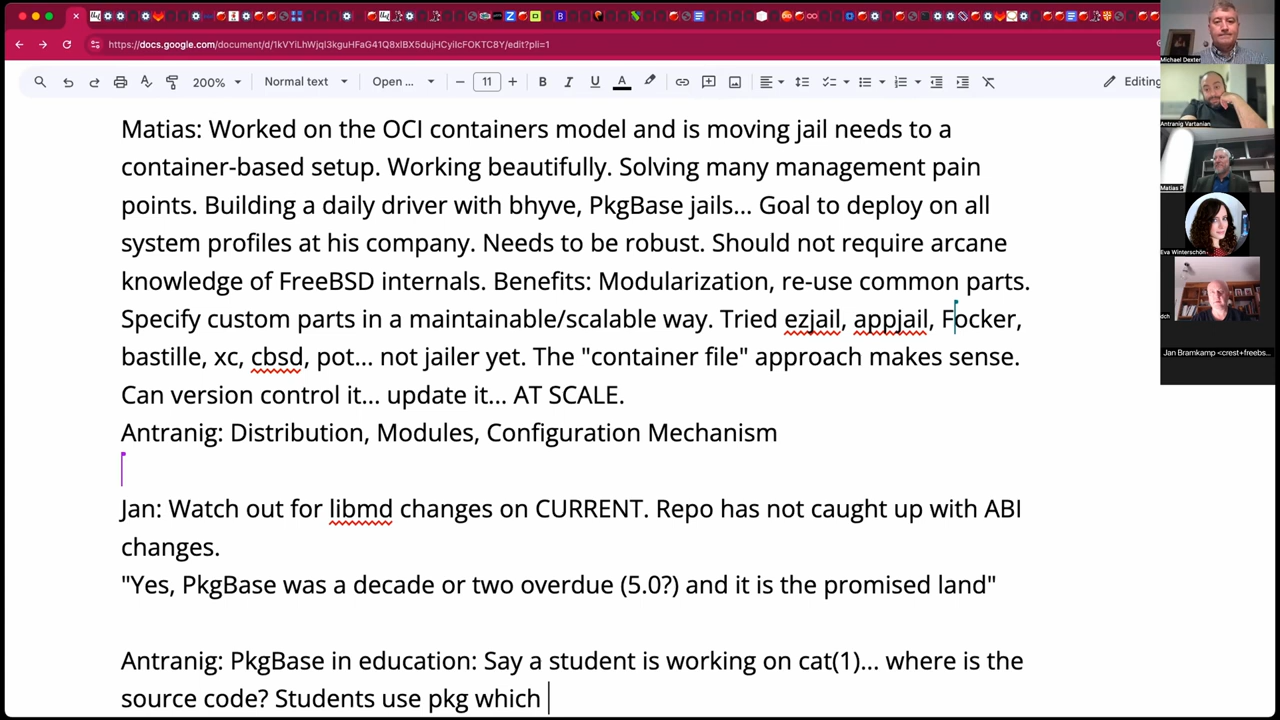 https://docs.google.com/document/d/1kVYiLhWjqI3kguHFaG41Q8xIBX5dujHCyiIcFOKTC8Y/edit?pli=1
200% Normal text Open ... 11 B I U A Editing
Matias: Worked on the OCI containers model and is moving jail needs to a
container-based setup. Working beautifully. Solving many management pain
points. Building a daily driver with bhyve, PkgBase jails... Goal to deploy on all
system profiles at his company. Needs to be robust. Should not require arcane
knowledge of FreeBSD internals. Benefits: Modularization, re-use common parts.
Specify custom parts in a maintainable/scalable way. Tried ezjail, appjail, Focker,
bastille, xc, cbsd, pot... not jailer yet. The "container file" approach makes sense.
Can version control it... update it... AT SCALE.
Antranig: Distribution, Modules, Configuration Mechanism
Jan: Watch out for libmd changes on CURRENT. Repo has not caught up with ABI
changes.
"Yes, PkgBase was a decade or two overdue (5.0?) and it is the promised land"
Antranig: PkgBase in education: Say a student is working on cat(1)... where is the
source code? Students use pkg which
Michael Dexter
Antranig Vartanian
Matias P
Eva Winterschön
dch
Jan Bramkamp <crest+freebs...